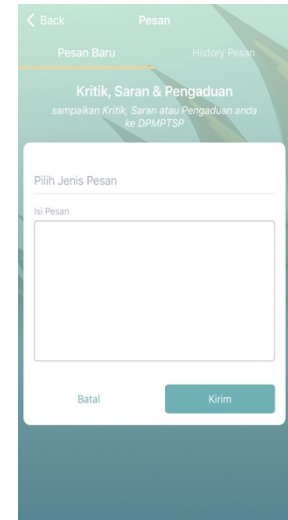 Back Pesan
Pesan Baru History Pesan
Kritik, Saran & Pengaduan
sampaikan Kritik, Saran atau Pengaduan anda
ke DPMPTSP
Pilih Jenis Pesan
Isi Pesan
Batal Kirim